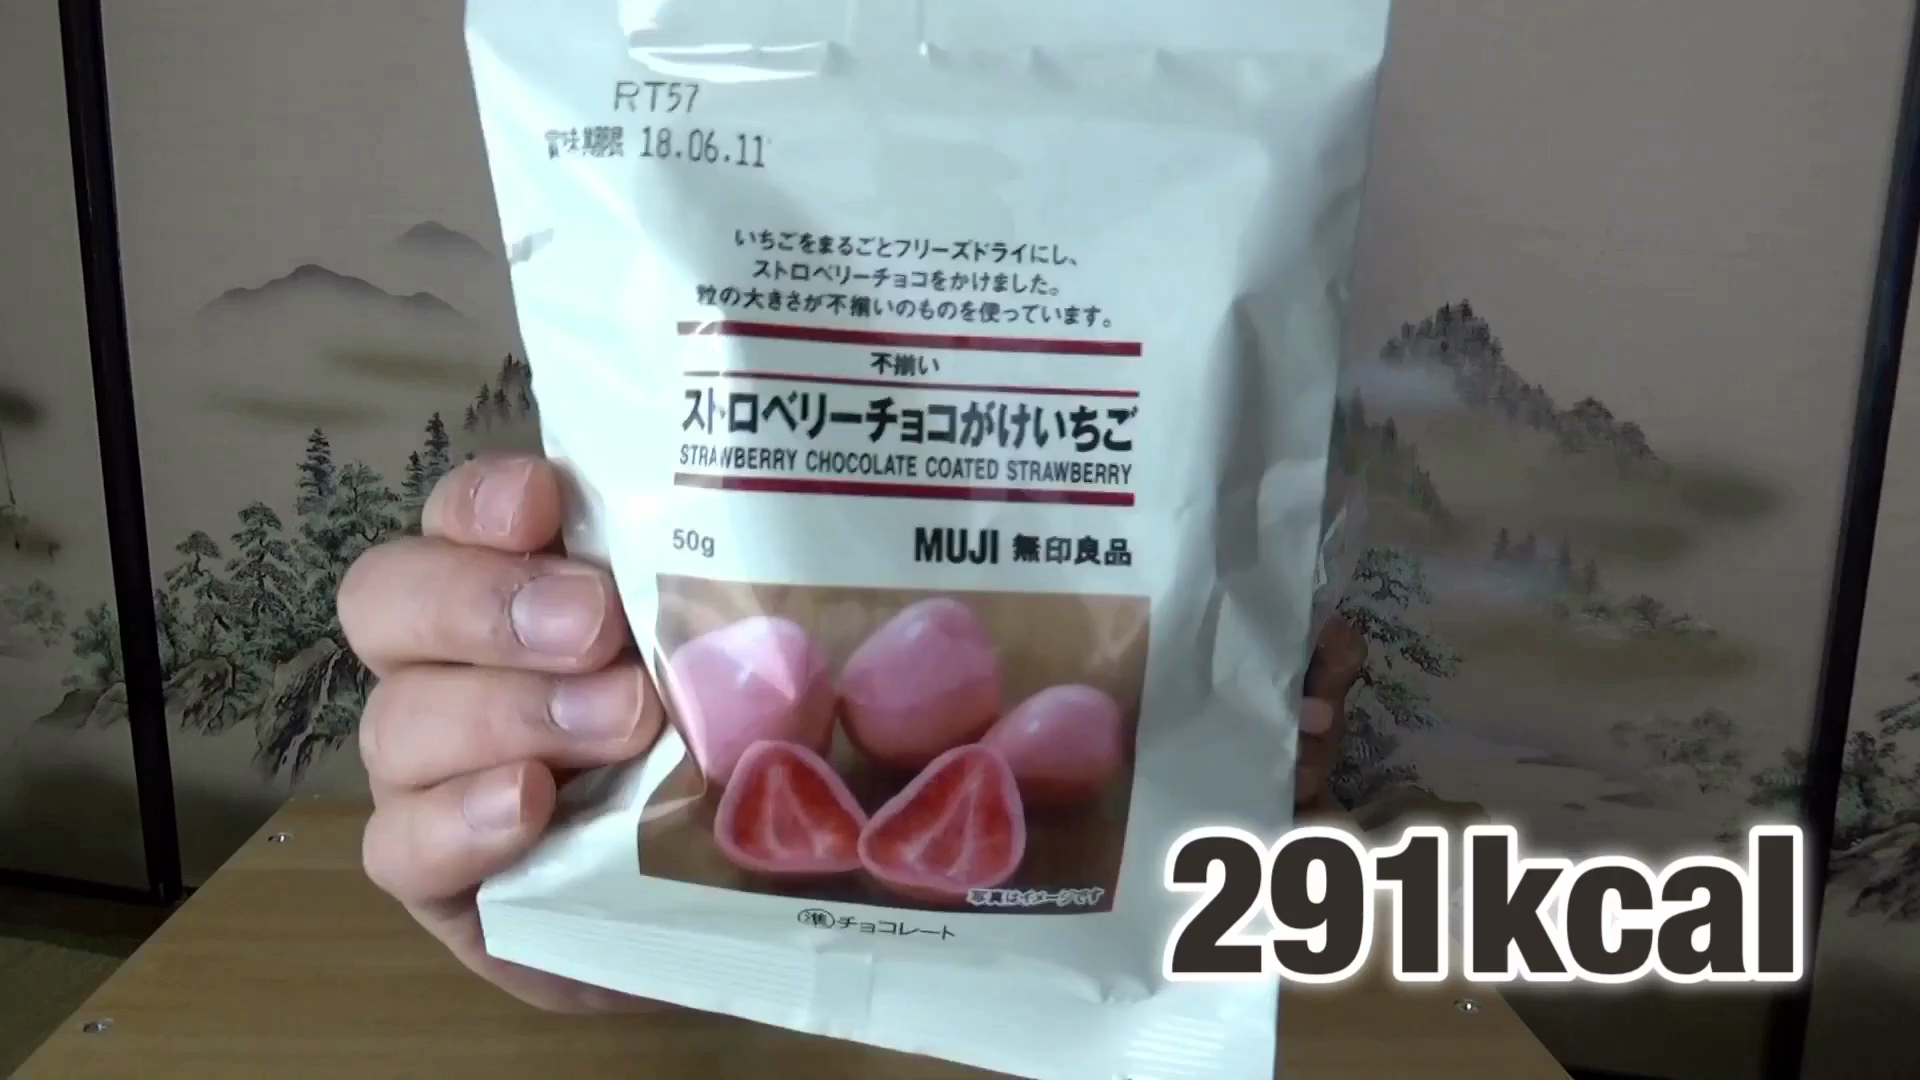 RT57
賞味期限 18.06.11
いちごをまるごとフリーズドライにし、
ストロベリーチョコをかけました。
粒の大きさが不揃いのものを使っています。
不揃い
ストロベリーチョコがけいちご
STRAWBERRY CHOCOLATE COATED STRAWBERRY
50g
MUJI 無印良品
写真はイメージです
準チョコレート
291kcal